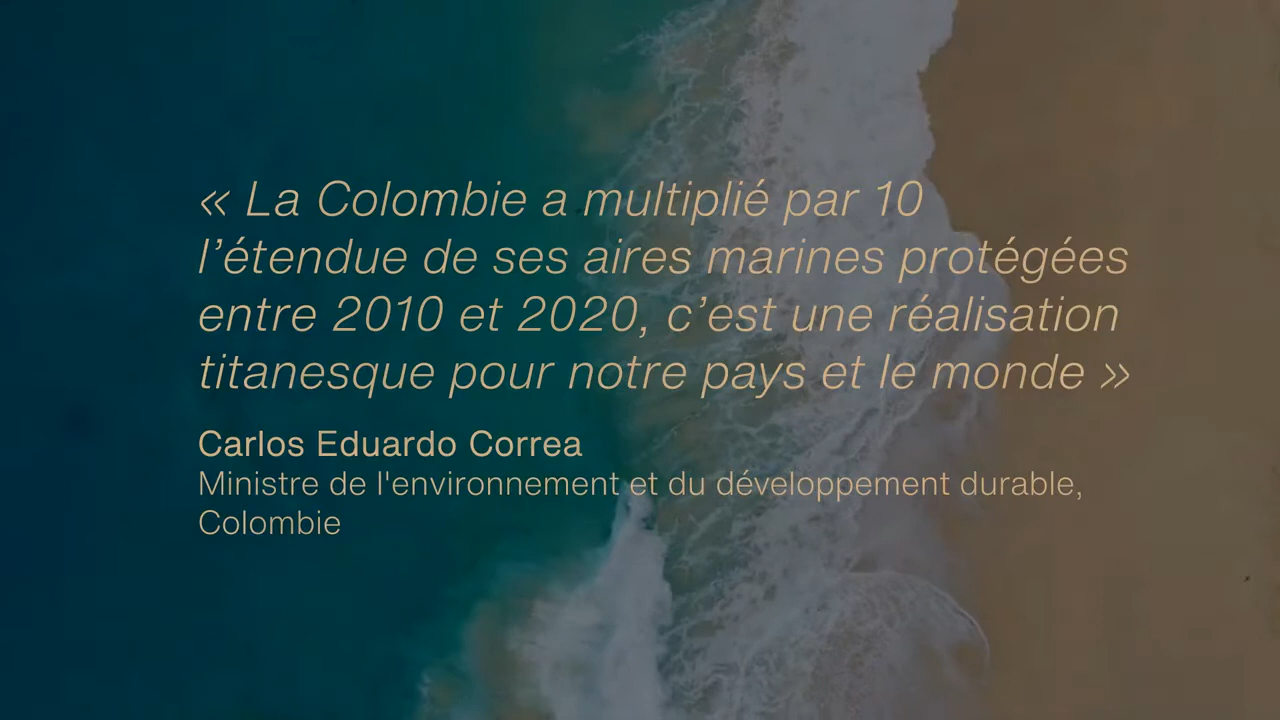 « La Colombie a multiplié par 10
l’étendue de ses aires marines protégées
entre 2010 et 2020, c’est une réalisation
titanesque pour notre pays et le monde »
Carlos Eduardo Correa
Ministre de l'environnement et du développement durable,
Colombie